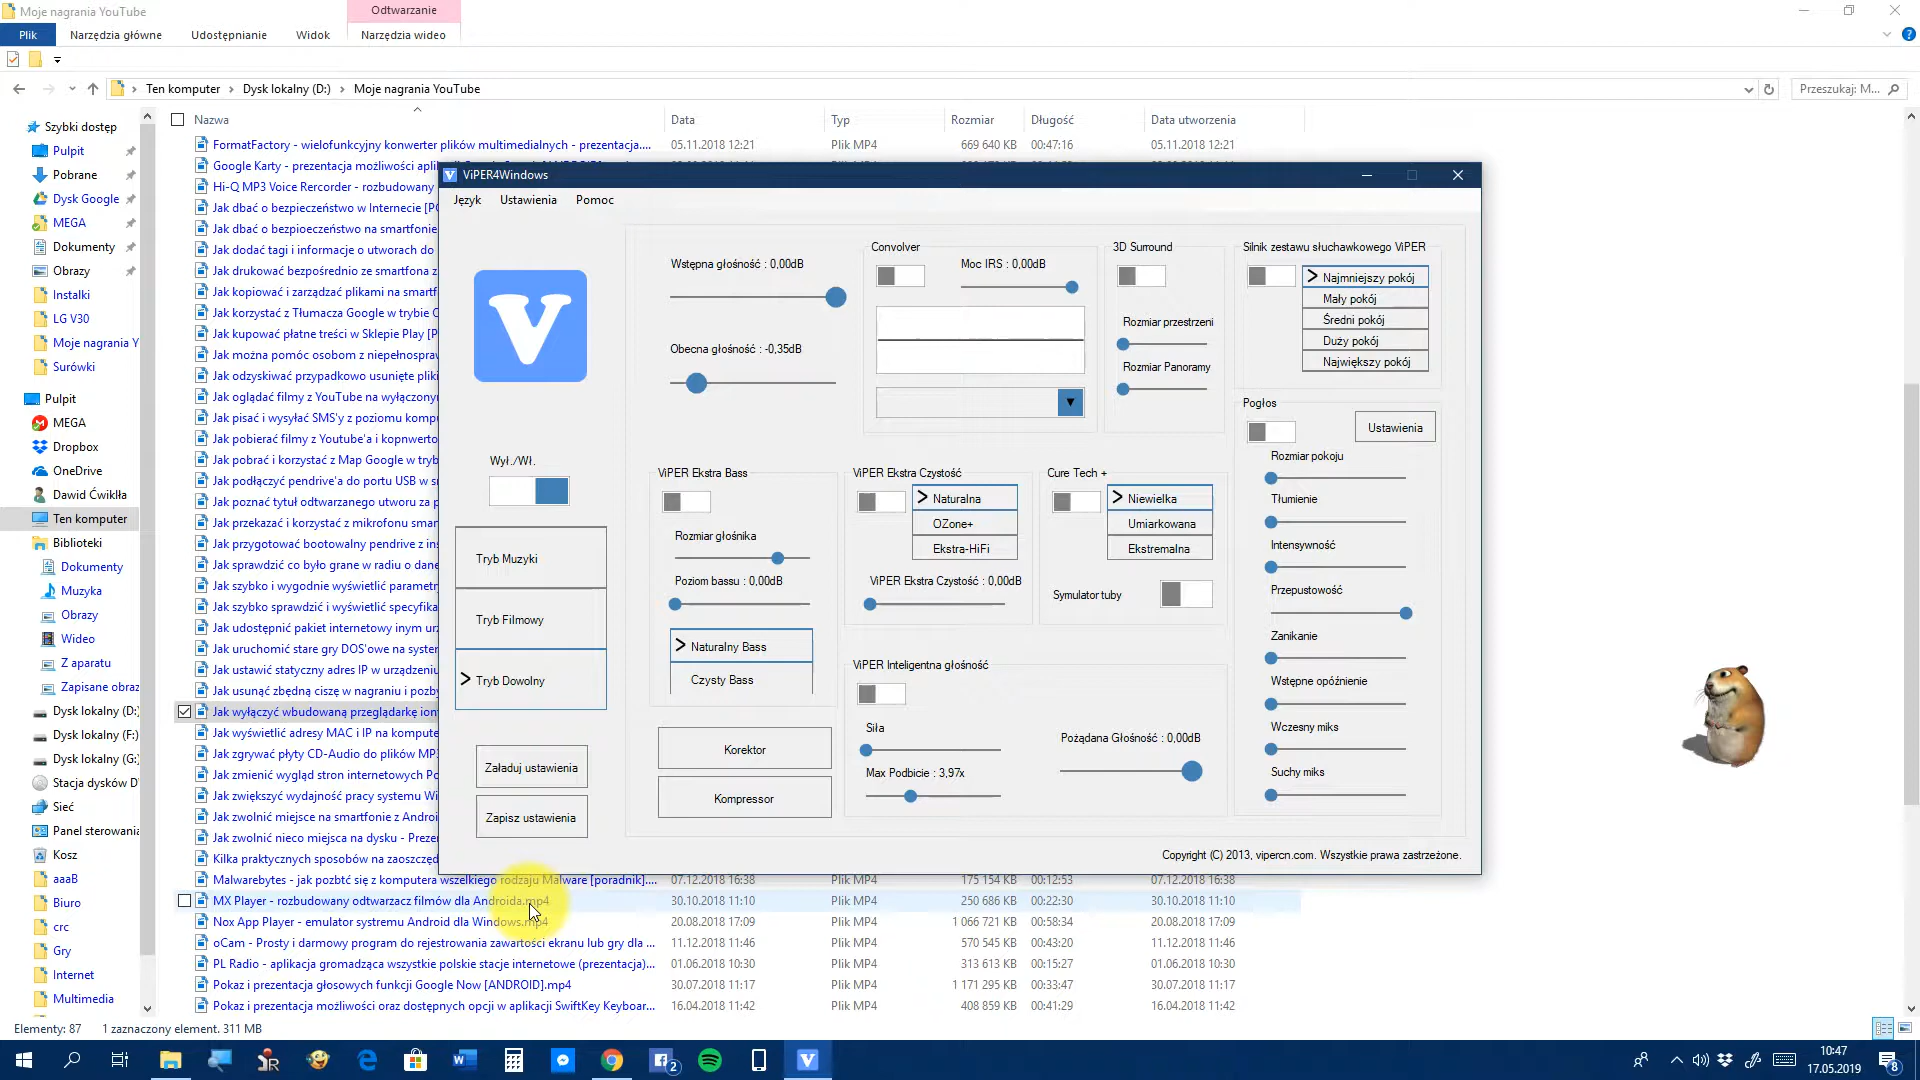 Moje nagrania YouTube
Odtwarzanie
Plik
Narzędzia główne
Udostępnianie
Widok
Narzędzia wideo
Ten komputer
Dysk lokalny (D:)
Moje nagrania YouTube
Przeszukaj: M...
Szybki dostęp
Pulpit
Pobrane
Dysk Google
MEGA
Dokumenty
Obrazy
Instalki
LG V30
Moje nagrania Y
Surówki
Pulpit
MEGA
Dropbox
OneDrive
Dawid Ćwiklła
Ten komputer
Biblioteki
Dokumenty
Muzyka
Obrazy
Wideo
Z aparatu
Zapisane obraz
Dysk lokalny (D:)
Dysk lokalny (F:)
Dysk lokalny (G:)
Stacja dysków D
Sieć
Panel sterowania
Kosz
aaaB
Biuro
crc
Gry
Internet
Multimedia
Nazwa
Data
Typ
Rozmiar
Długość
Data utworzenia
FormatFactory - wielofunkcyjny konwerter plików multimedialnych - prezentacja.... 05.11.2018 12:21 Plik MP4 669 640 KB 00:47:16 05.11.2018 12:21
Google Karty - prezentacja możliwości apli
Hi-Q MP3 Voice Rercorder - rozbudowany
Jak dbać o bezpieczeństwo w Internecie [PC
Jak dbać o bezpieczeństwo na smartfonie
Jak dodać tagi i informacje o utworach do
Jak drukować bezpośrednio ze smartfona z
Jak kopiować i zarządzać plikami na smartf
Jak korzystać z Tłumacza Google w trybie O
Jak kupować płatne treści w Sklepie Play [P
Jak można pomóc osobom z niepełnospraw
Jak odzyskiwać przypadkowo usunięte pliki
Jak oglądać filmy z YouTube na wyłączonym
Jak pisać i wysyłać SMS'y z poziomu kompu
Jak pobierać filmy z Youtube'a i kopnwerto
Jak pobrać i korzystać z Map Google w tryb
Jak podłączyć pendrive'a do portu USB w sm
Jak poznać tytuł odtwarzanego utworu za p
Jak przekazać i korzystać z mikrofonu smart
Jak przygotować bootowalny pendrive z ins
Jak sprawdzić co było grane w radiu o dane
Jak szybko i wygodnie wyświetlić parametry
Jak szybko sprawdzić i wyświetlić specyfika
Jak udostępnić pakiet internetowy inym urz
Jak uruchomić stare gry DOS'owe na system
Jak ustawić statyczny adres IP w urządzeniu
Jak usunąć zbędną ciszę w nagraniu i pozby
Jak wyłączyć wbudowaną przeglądarkę ion
Jak wyświetlić adresy MAC i IP na kompute
Jak zgrywać płyty CD-Audio do plików MP3
Jak zmienić wygląd stron internetowych Po
Jak zwiększyć wydajność pracy systemu Wi
Jak zwolnić miejsce na smartfonie z Androi
Jak zwolnić nieco miejsca na dysku - Preze
Kilka praktycznych sposobów na zaoszczęd
Malwarebytes - jak pozbtć się z komputera wszelkiego rodzaju Malware [poradnik].... 07.12.2018 16:38 Plik MP4 175 154 KB 00:12:53 07.12.2018 16:38
MX Player - rozbudowany odtwarzacz filmów dla Androida.mp4 30.10.2018 11:10 Plik MP4 250 686 KB 00:22:30 30.10.2018 11:10
Nox App Player - emulator systremu Android dla Windows.mp4 20.08.2018 17:09 Plik MP4 1 066 721 KB 00:58:34 20.08.2018 17:09
oCam - Prosty i darmowy program do rejestrowania zawartości ekranu lub gry dla ... 11.12.2018 11:46 Plik MP4 570 545 KB 00:43:20 11.12.2018 11:46
PL Radio - aplikacja gromadząca wszystkie polskie stacje internetowe (prezentacja)... 01.06.2018 10:30 Plik MP4 313 613 KB 00:15:27 01.06.2018 10:30
Pokaz i prezentacja głosowych funkcji Google Now [ANDROID].mp4 30.07.2018 11:17 Plik MP4 1 171 295 KB 00:33:47 30.07.2018 11:17
Pokaz i prezentacja możliwości oraz dostępnych opcji w aplikacji SwiftKey Keyboar... 16.04.2018 11:42 Plik MP4 408 859 KB 00:41:29 16.04.2018 11:42
ViPER4Windows
Język
Ustawienia
Pomoc
V
Wył./Wł.
Tryb Muzyki
Tryb Filmowy
> Tryb Dowolny
Załaduj ustawienia
Zapisz ustawienia
Wstępna głośność : 0,00dB
Obecna głośność : -0,35dB
Convolver
Moc IRS : 0,00dB
3D Surround
Rozmiar przestrzeni
Rozmiar Panoramy
Silnik zestawu słuchawkowego ViPER
> Najmniejszy pokój
Mały pokój
Średni pokój
Duży pokój
Największy pokój
ViPER Ekstra Bass
Rozmiar głośnika
Poziom bassu : 0,00dB
> Naturalny Bass
Czysty Bass
ViPER Ekstra Czystość
> Naturalna
OZone+
Ekstra-HiFi
ViPER Ekstra Czystość : 0,00dB
Cure Tech +
> Niewielka
Umiarkowana
Ekstremalna
Symulator tuby
Korektor
Kompressor
ViPER Inteligentna głośność
Siła
Max Podbicie : 3,97x
Pożądana Głośność : 0,00dB
Pogłos
Ustawienia
Rozmiar pokoju
Tłumienie
Intensywność
Przepustowość
Zanikanie
Wstępne opóźnienie
Wczesny miks
Suchy miks
Copyright (C) 2013, vipercn.com. Wszystkie prawa zastrzeżone.
Elementy: 87
1 zaznaczony element. 311 MB
2
10:47
17.05.2019
8